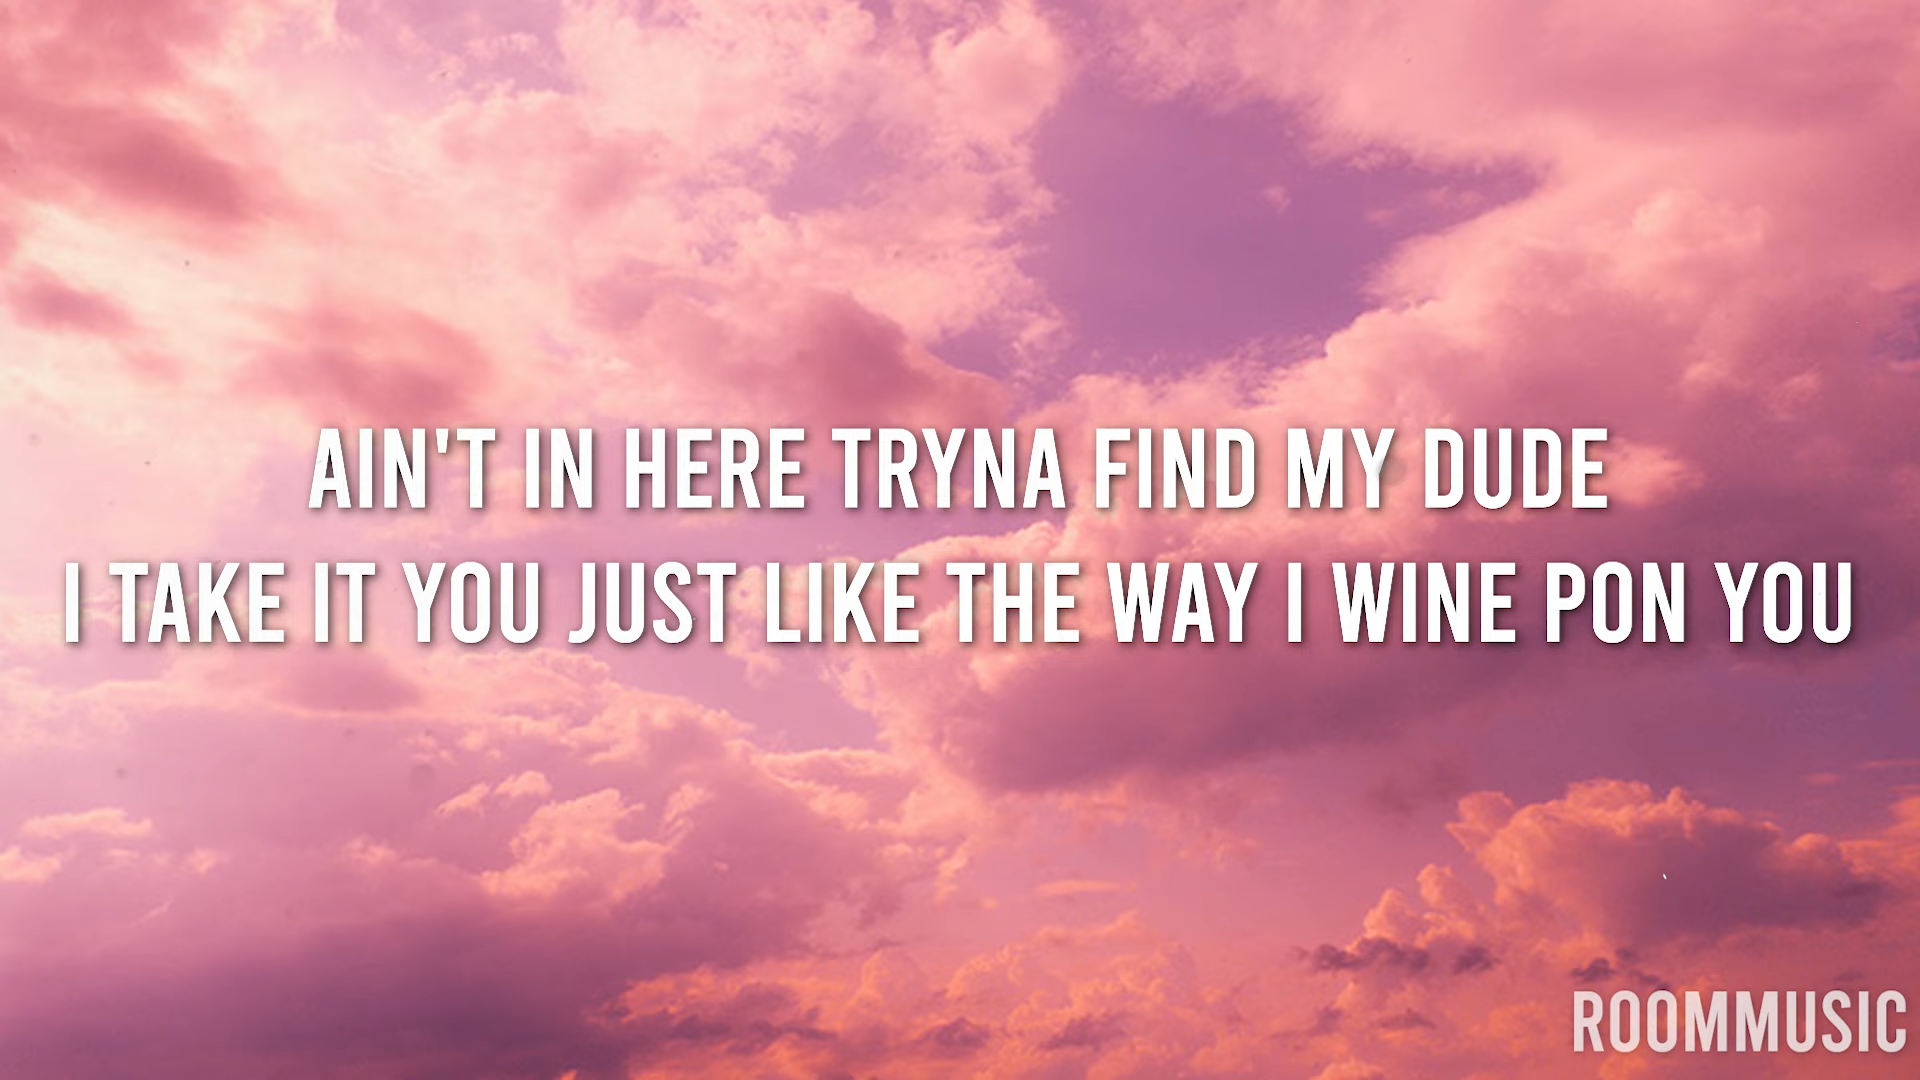 AIN'T IN HERE TRYNA FIND MY DUDE
I TAKE IT YOU JUST LIKE THE WAY I WINE PON YOU
ROOMMUSIC